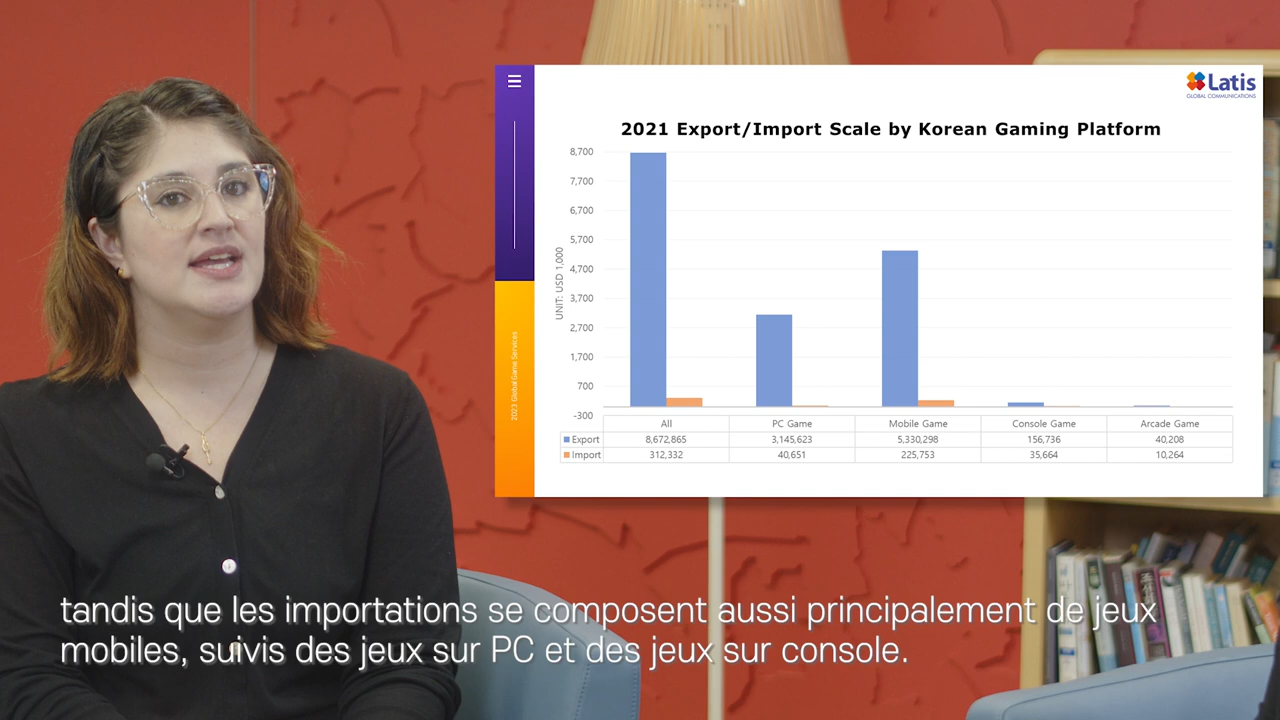 Latis
GLOBAL COMMUNICATIONS
2021 Export/Import Scale by Korean Gaming Platform
UNIT: USD 1,000
8,700
7,700
6,700
5,700
4,700
3,700
2,700
1,700
700
-300
All PC Game Mobile Game Console Game Arcade Game
Export 8,672,865 3,145,623 5,330,298 156,736 40,208
Import 312,332 40,651 225,753 35,664 10,264
2023 Global Game Services
tandis que les importations se composent aussi principalement de jeux
mobiles, suivis des jeux sur PC et des jeux sur console.